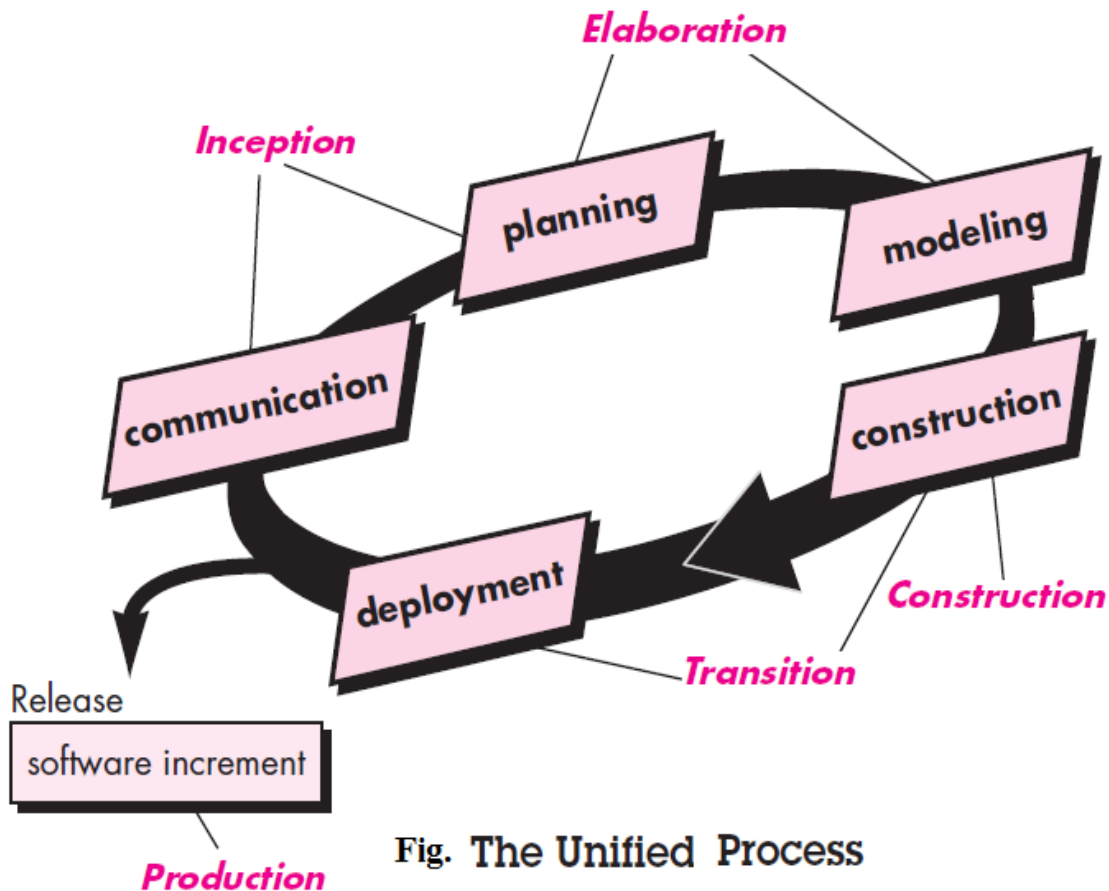 Elaboration
Inception
planning
modeling
communication
construction
deployment
Construction
Transition
Release
software increment
Production
Fig. The Unified Process